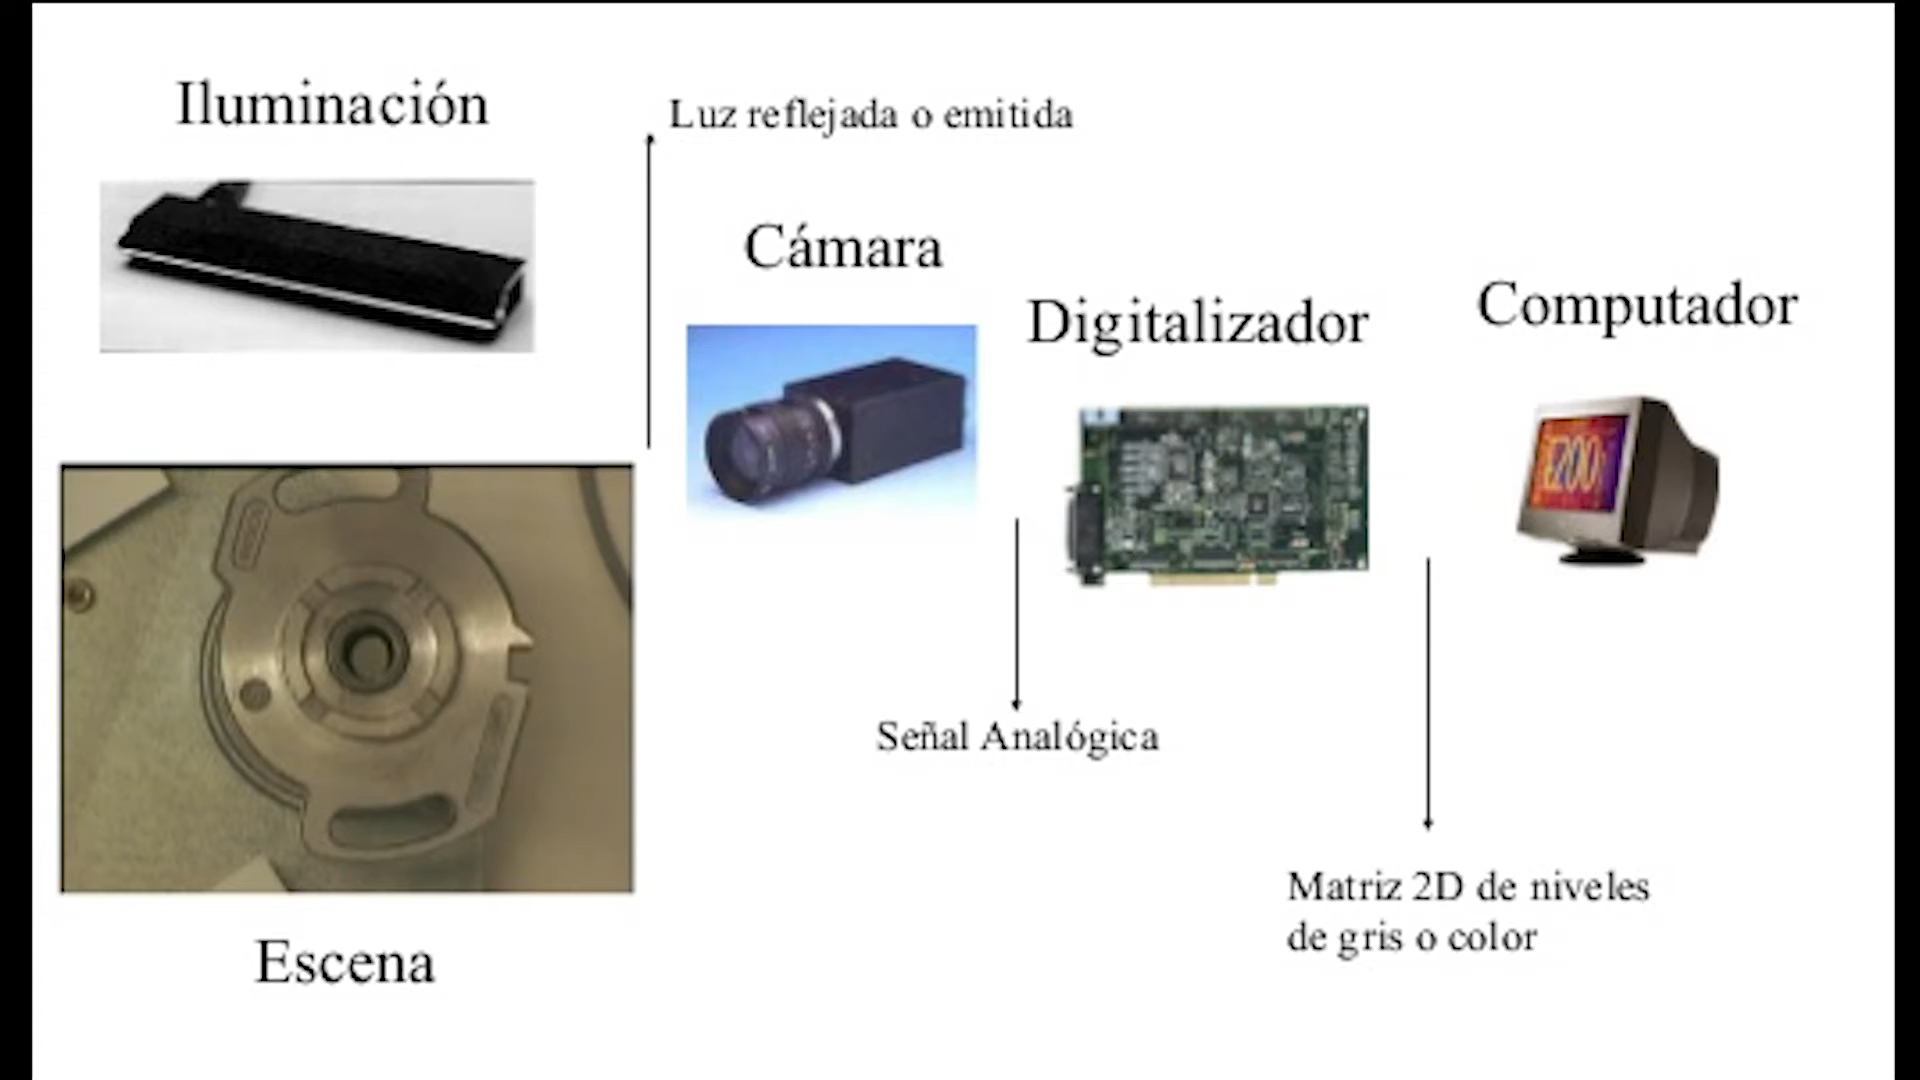 Iluminación
Luz reflejada o emitida
Cámara
Digitalizador
Computador
Señal Analógica
Matriz 2D de niveles
de gris o color
Escena